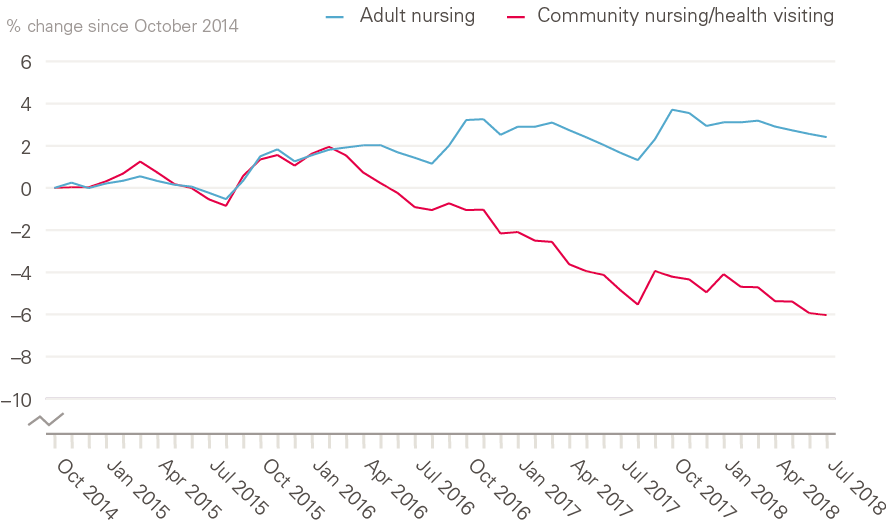 Adult nursing
Community nursing/health visiting
% change since October 2014
6
4
2
0
–2
–4
–6
–8
–10
Oct 2014
Jan 2015
Apr 2015
Jul 2015
Oct 2015
Jan 2016
Apr 2016
Jul 2016
Oct 2016
Jan 2017
Apr 2017
Jul 2017
Oct 2017
Jan 2018
Apr 2018
Jul 2018